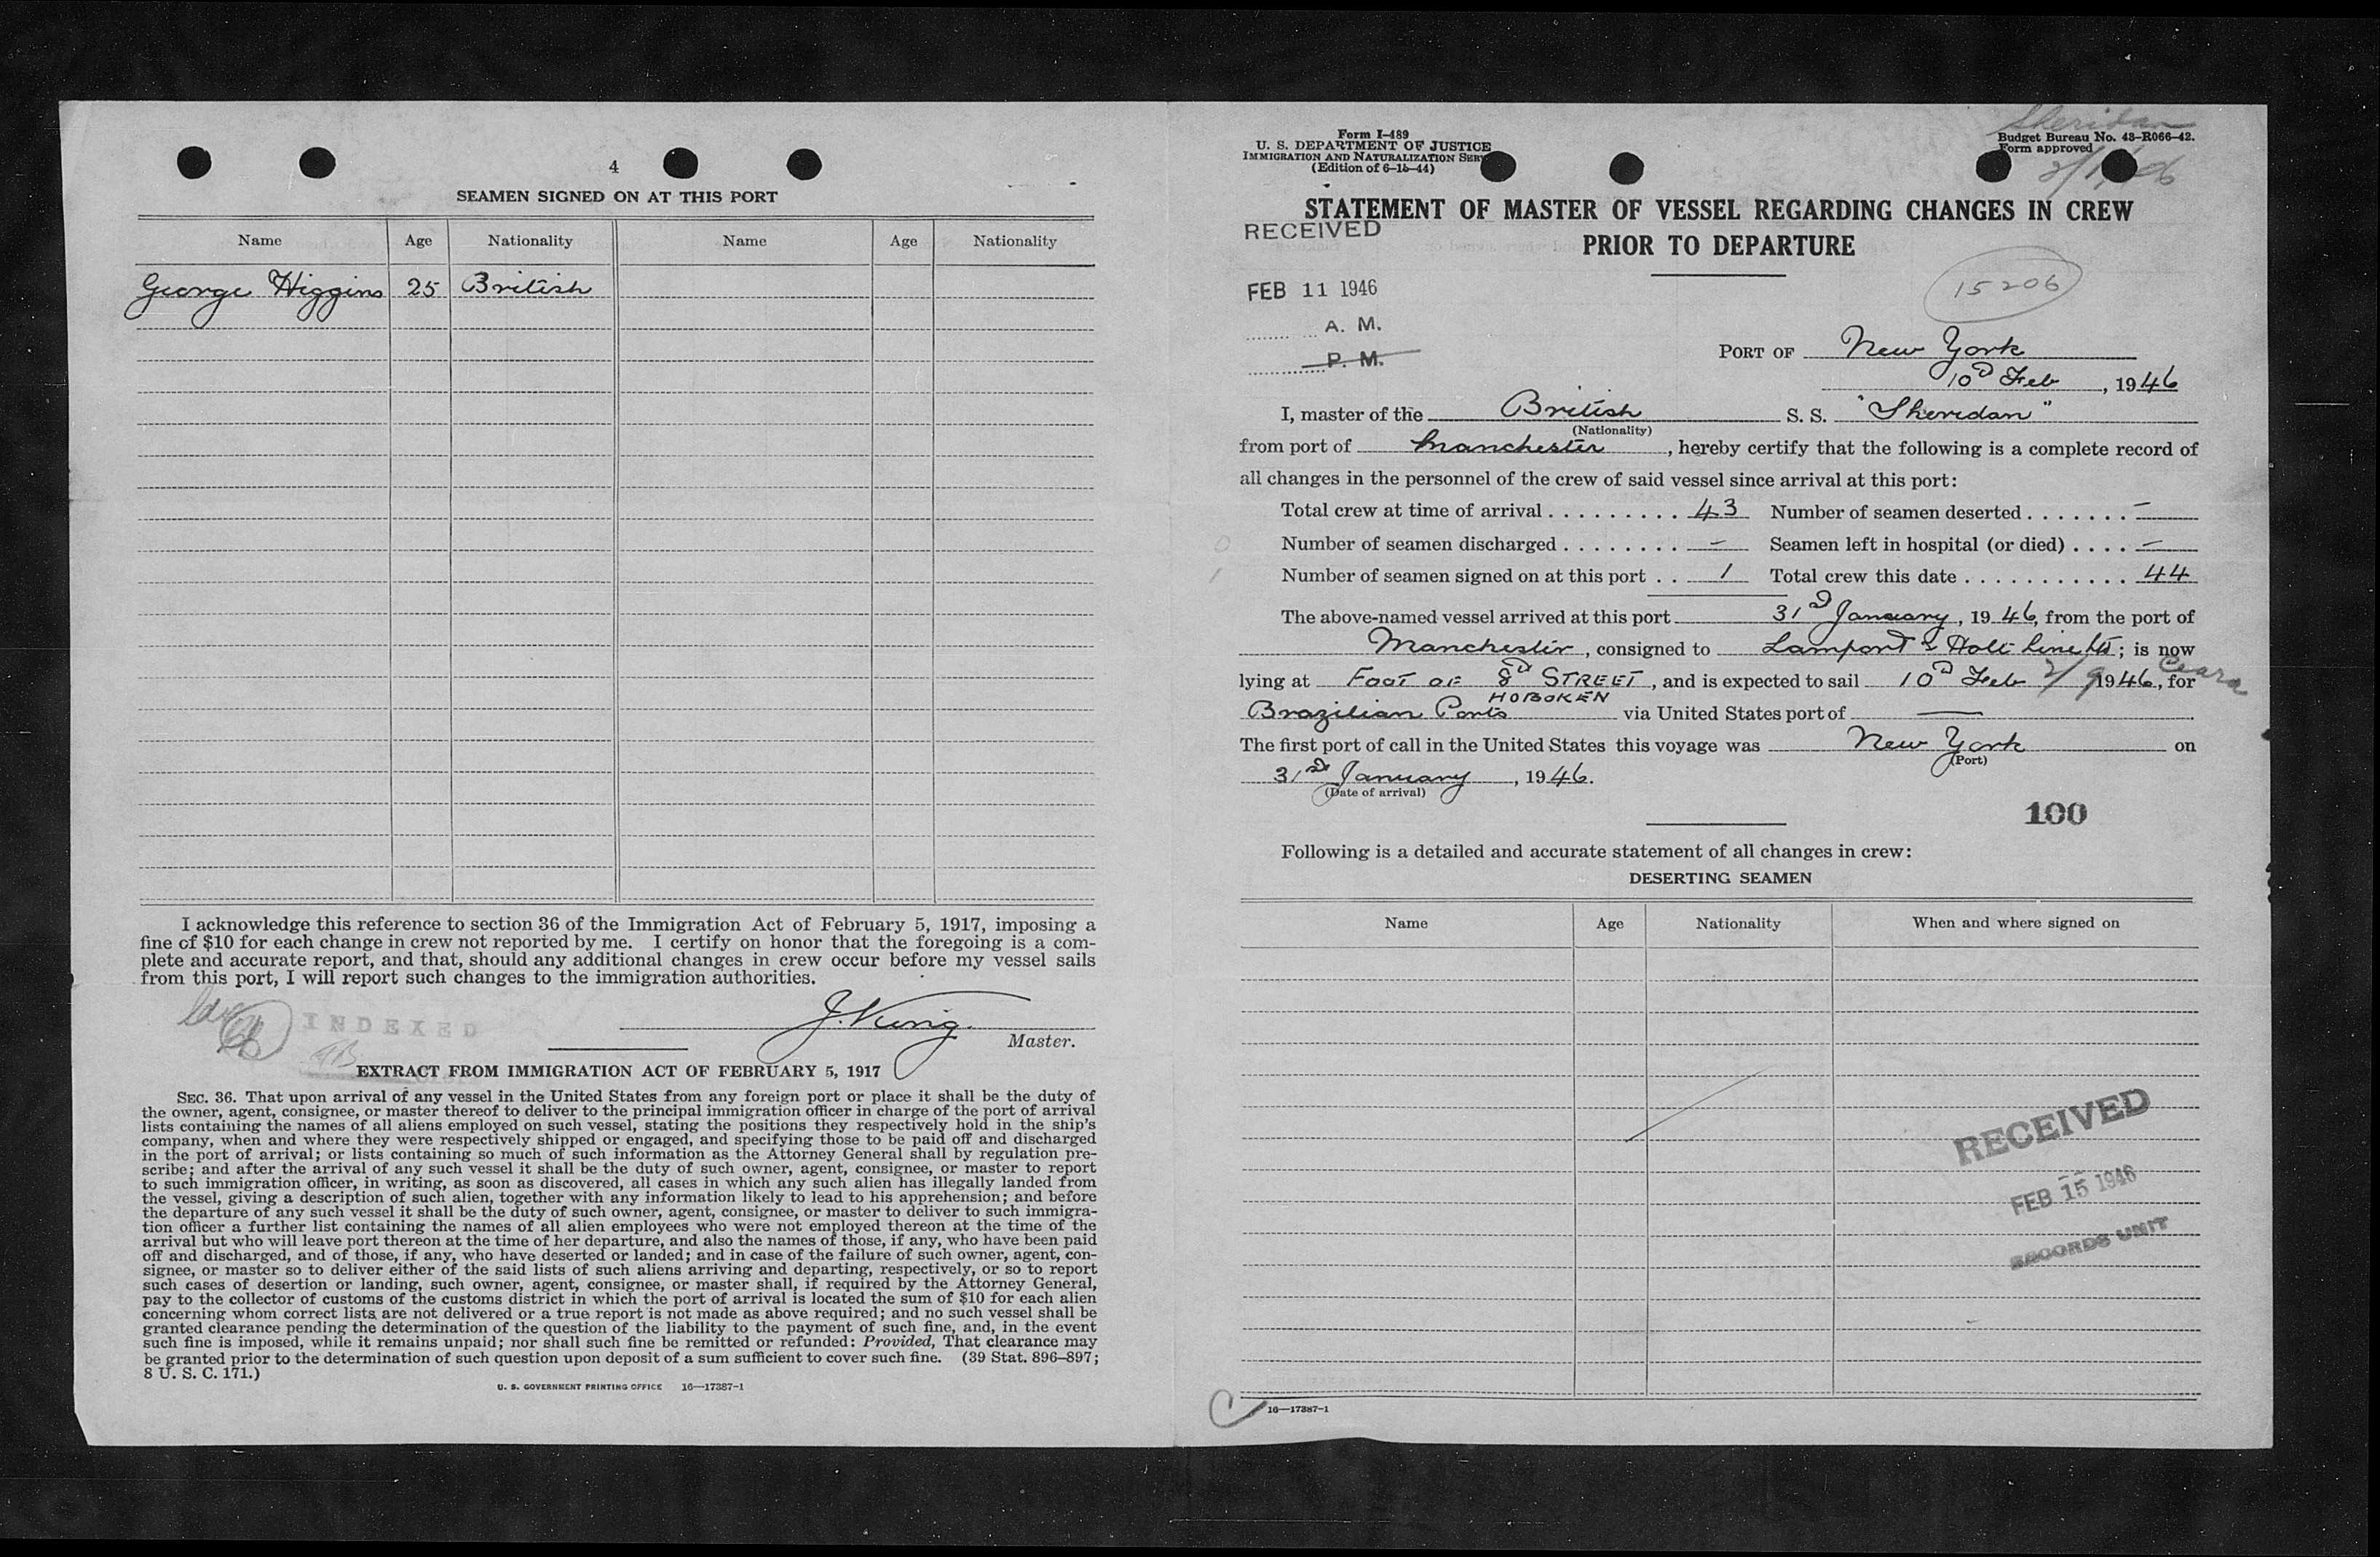 4
SEAMEN SIGNED ON AT THIS PORT
Name Age Nationality Name Age Nationality
George Higgins 25 British
I acknowledge this reference to section 36 of the Immigration Act of February 5, 1917, imposing a
fine of $10 for each change in crew not reported by me. I certify on honor that the foregoing is a com-
plete and accurate report, and that, should any additional changes in crew occur before my vessel sails
from this port, I will report such changes to the immigration authorities.
INDEXED
J. King.
Master.
EXTRACT FROM IMMIGRATION ACT OF FEBRUARY 5, 1917
SEC. 36. That upon arrival of any vessel in the United States from any foreign port or place it shall be the duty of
the owner, agent, consignee, or master thereof to deliver to the principal immigration officer in charge of the port of arrival
lists containing the names of all aliens employed on such vessel, stating the positions they respectively hold in the ship's
company, when and where they were respectively shipped or engaged, and specifying those to be paid off and discharged
in the port of arrival; or lists containing so much of such information as the Attorney General shall by regulation pre-
scribe; and after the arrival of any such vessel it shall be the duty of such owner, agent, consignee, or master to report
to such immigration officer, in writing, as soon as discovered, all cases in which any such alien has illegally landed from
the vessel, giving a description of such alien, together with any information likely to lead to his apprehension; and before
the departure of any such vessel it shall be the duty of such owner, agent, consignee, or master to deliver to such immigra-
tion officer a further list containing the names of all alien employees who were not employed thereon at the time of the
arrival but who will leave port thereon at the time of her departure, and also the names of those, if any, who have been paid
off and discharged, and of those, if any, who have deserted or landed; and in case of the failure of such owner, agent, con-
signee, or master so to deliver either of the said lists of such aliens arriving and departing, respectively, or so to report
such cases of desertion or landing, such owner, agent, consignee, or master shall, if required by the Attorney General,
pay to the collector of customs of the customs district in which the port of arrival is located the sum of $10 for each alien
concerning whom correct lists are not delivered or a true report is not made as above required; and no such vessel shall be
granted clearance pending the determination of the question of the liability to the payment of such fine, and, in the event
such fine is imposed, while it remains unpaid; nor shall such fine be remitted or refunded: Provided, That clearance may
be granted prior to the determination of such question upon deposit of a sum sufficient to cover such fine. (39 Stat. 896–897;
8 U. S. C. 171.)
U. S. GOVERNMENT PRINTING OFFICE 16—17387-1
Sheridan
Form I-489
U. S. DEPARTMENT OF JUSTICE
IMMIGRATION AND NATURALIZATION SERV
(Edition of 6-15-44)
Budget Bureau No. 43-R066-42.
Form approved
STATEMENT OF MASTER OF VESSEL REGARDING CHANGES IN CREW
PRIOR TO DEPARTURE
RECEIVED
FEB 11 1946
A. M.
P. M.
15206
PORT OF New York
10th Feb, 1946
I, master of the British S. S. "Sheridan"
(Nationality)
from port of Manchester, hereby certify that the following is a complete record of
all changes in the personnel of the crew of said vessel since arrival at this port:
Total crew at time of arrival 43 Number of seamen deserted –
Number of seamen discharged – Seamen left in hospital (or died) –
Number of seamen signed on at this port 1 Total crew this date 44
The above-named vessel arrived at this port 31st January, 1946, from the port of
Manchester, consigned to Lamport & Holt Line Ltd; is now
lying at FOOT OF 8th STREET, and is expected to sail 10th Feb 2/9 1946, for Ceara
HOBOKEN
Brazilian Ports via United States port of —
The first port of call in the United States this voyage was New York on
(Port)
31st January, 1946.
(Date of arrival)
100
Following is a detailed and accurate statement of all changes in crew:
DESERTING SEAMEN
Name Age Nationality When and where signed on
RECEIVED
FEB 15 1946
RECORDS UNIT
16—17387-1